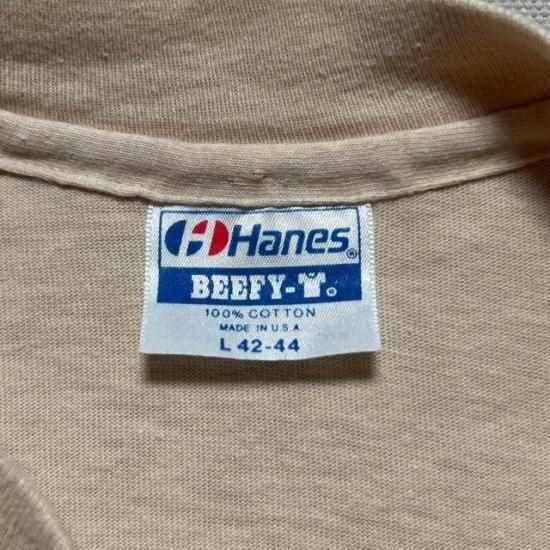 Hanes®
BEEFY-T®
100% COTTON
MADE IN U.S.A
L 42-44